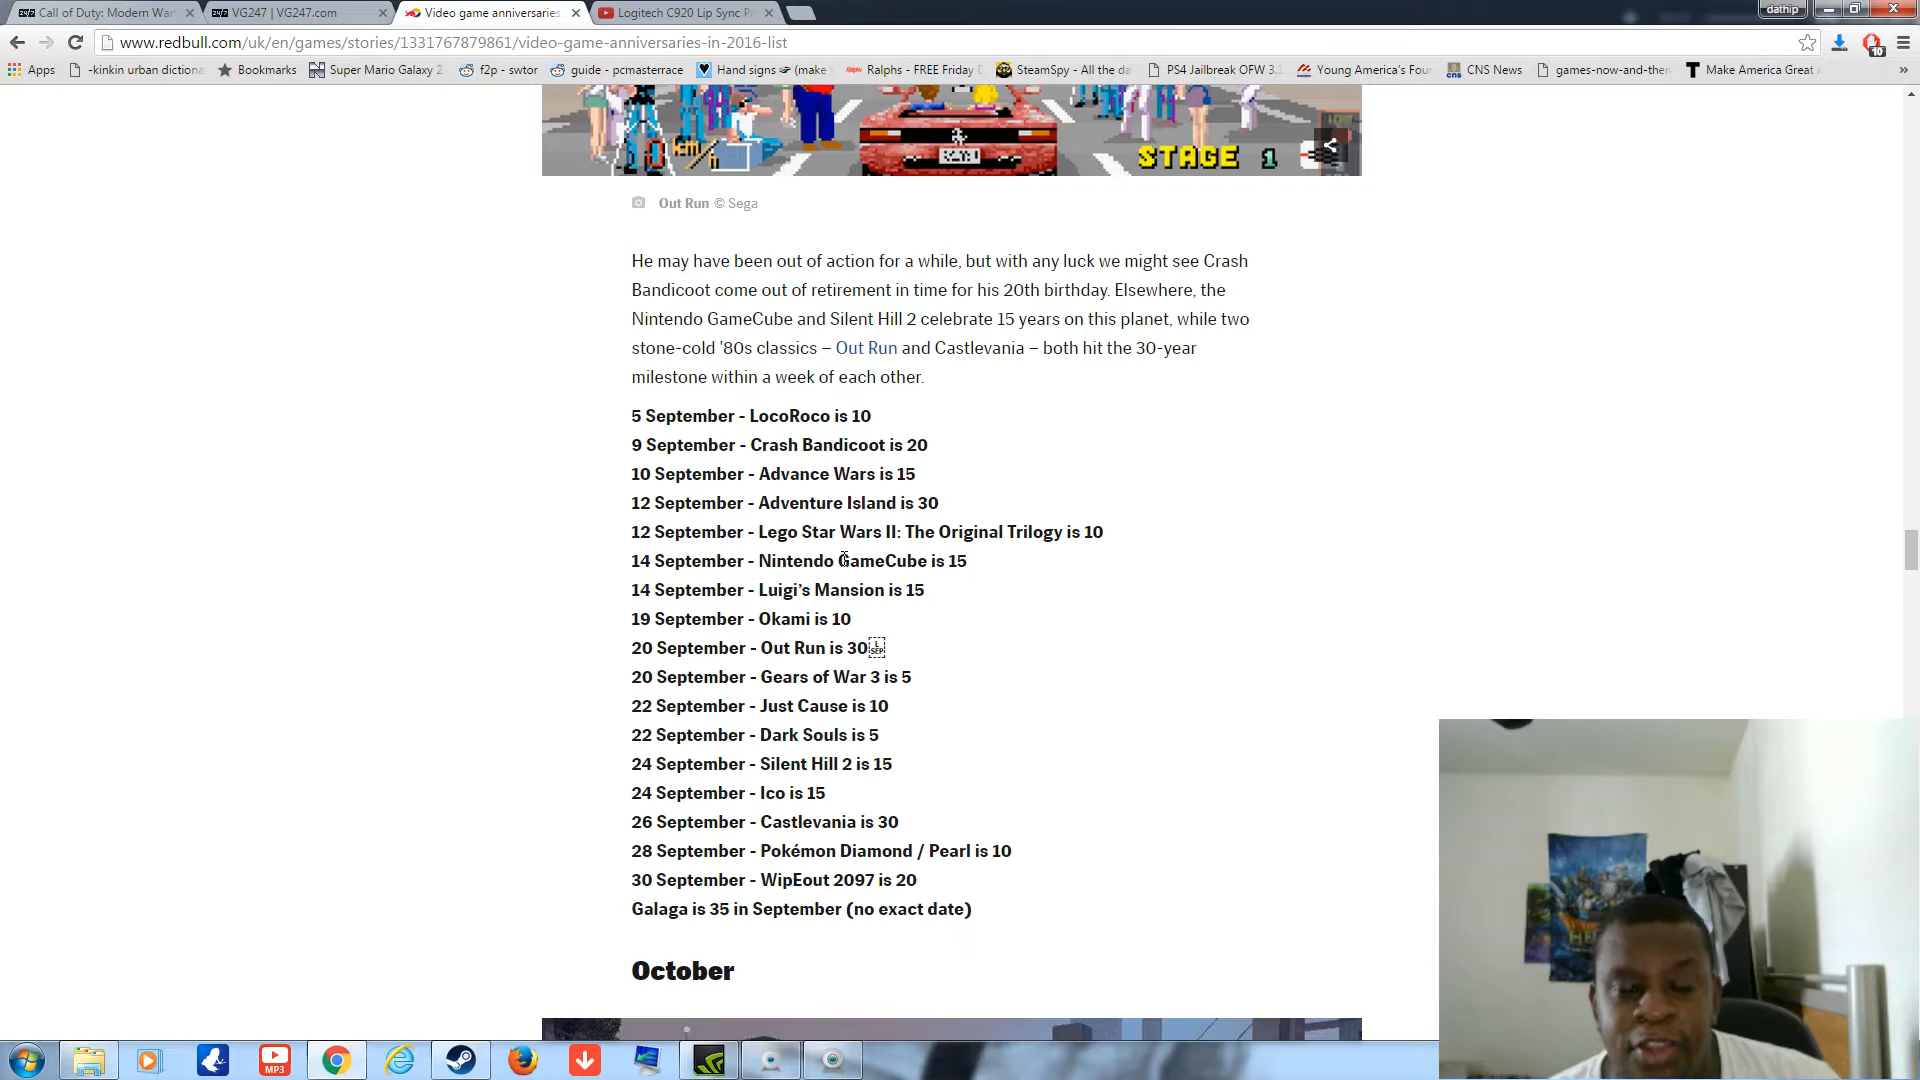 Call of Duty: Modern War
VG247 | VG247.com
Video game anniversaries
Logitech C920 Lip Sync Pr
dathip
www.redbull.com/uk/en/games/stories/1331767879861/video-game-anniversaries-in-2016-list
10
Apps
-kinkin urban dictiona
Bookmarks
Super Mario Galaxy 2
f2p - swtor
guide - pcmasterrace
Hand signs ☞ (make
Ralphs - FREE Friday D
SteamSpy - All the da
PS4 Jailbreak OFW 3.1
Young America's Four
CNS News
games-now-and-then
Make America Great A
0 km/h
STAGE 1
Out Run © Sega
He may have been out of action for a while, but with any luck we might see Crash
Bandicoot come out of retirement in time for his 20th birthday. Elsewhere, the
Nintendo GameCube and Silent Hill 2 celebrate 15 years on this planet, while two
stone-cold '80s classics – Out Run and Castlevania – both hit the 30-year
milestone within a week of each other.
5 September - LocoRoco is 10
9 September - Crash Bandicoot is 20
10 September - Advance Wars is 15
12 September - Adventure Island is 30
12 September - Lego Star Wars II: The Original Trilogy is 10
14 September - Nintendo GameCube is 15
14 September - Luigi's Mansion is 15
19 September - Okami is 10
20 September - Out Run is 30
20 September - Gears of War 3 is 5
22 September - Just Cause is 10
22 September - Dark Souls is 5
24 September - Silent Hill 2 is 15
24 September - Ico is 15
26 September - Castlevania is 30
28 September - Pokémon Diamond / Pearl is 10
30 September - WipEout 2097 is 20
Galaga is 35 in September (no exact date)
October
MP3